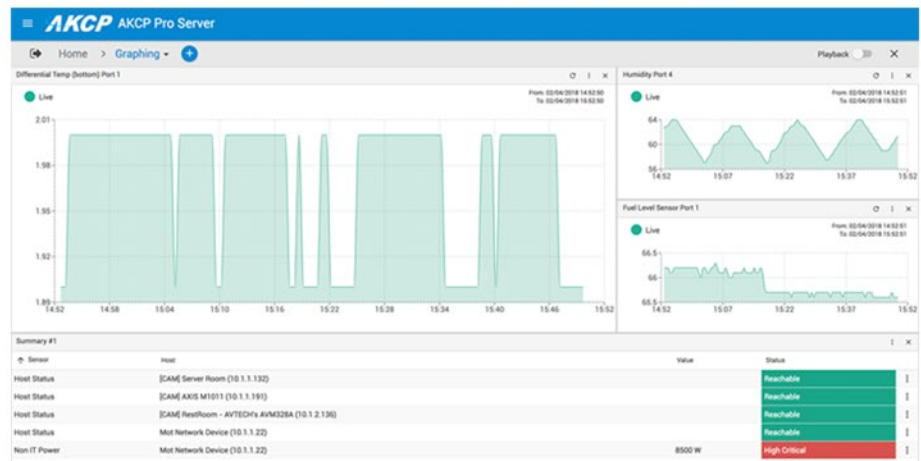 AKCP AKCP Pro Server
Home > Graphing
Playback
Differential Temp (bottom) Port 1
Live
From: 02/04/2018 14:52:50
To: 02/04/2018 15:52:50
2.01
1.98
1.95
1.92
1.89
14:52 14:58 15:04 15:10 15:16 15:22 15:28 15:34 15:40 15:46 15:52
Humidity Port 4
Live
From: 02/04/2018 14:52:51
To: 02/04/2018 15:52:51
64
60
56
14:52 15:07 15:22 15:37 15:52
Fuel Level Sensor Port 1
Live
From: 02/04/2018 14:52:51
To: 02/04/2018 15:52:51
66.5
66
65.5
14:52 15:07 15:22 15:37 15:52
Summary #1
Sensor Host Value Status
Host Status [CAM] Server Room (10.1.1.132) Reachable
Host Status [CAM] AXIS M1011 (10.1.1.191) Reachable
Host Status [CAM] RestRoom - AVTECH's AVM328A (10.1.2.136) Reachable
Host Status Mot Network Device (10.1.1.22) Reachable
Non IT Power Mot Network Device (10.1.1.22) 8500 W High Critical